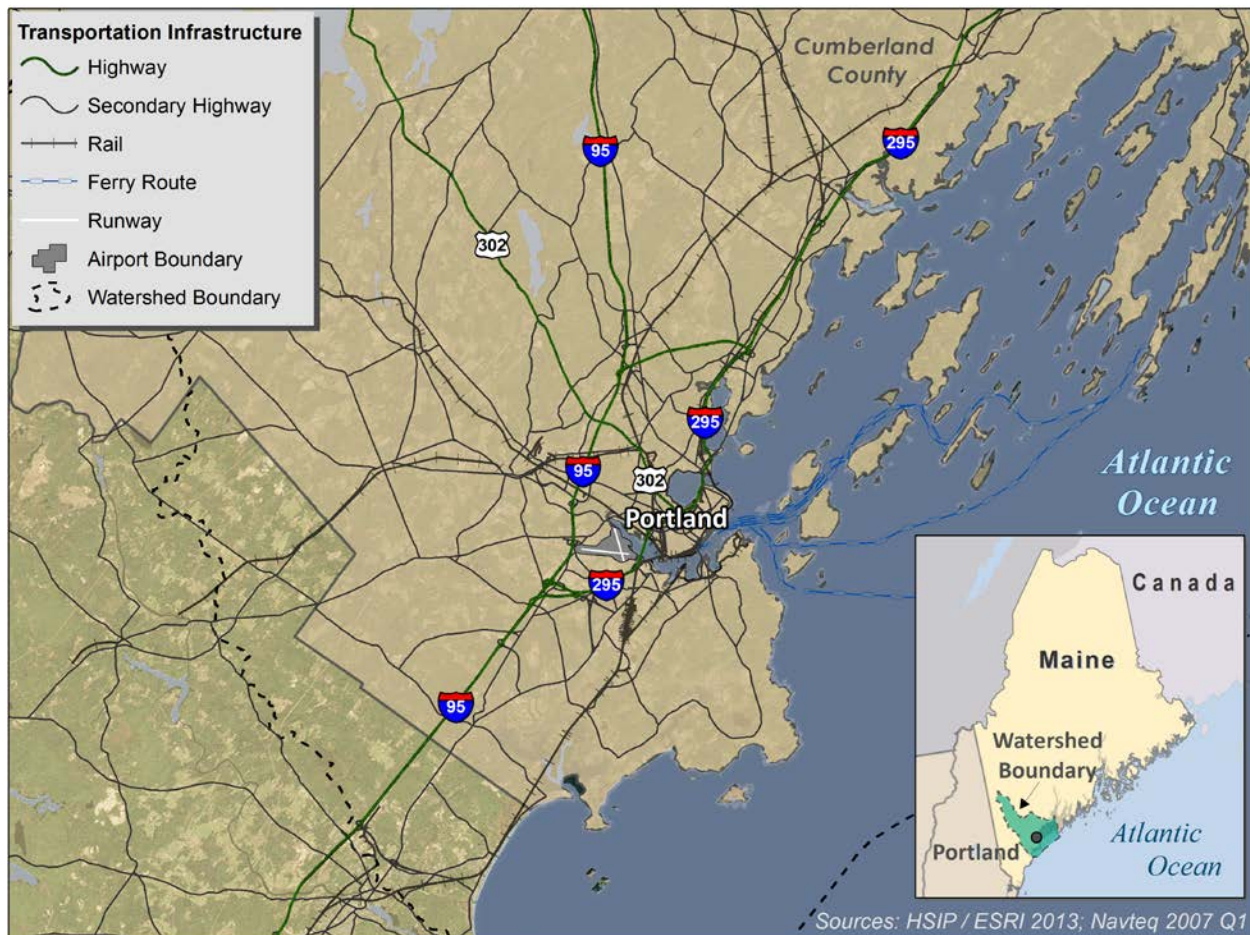 Transportation Infrastructure
Highway
Secondary Highway
Rail
Ferry Route
Runway
Airport Boundary
Watershed Boundary
Cumberland
County
95
295
302
295
95
302
Portland
295
95
Atlantic
Ocean
Canada
Maine
Watershed
Boundary
Portland
Atlantic
Ocean
Sources: HSIP / ESRI 2013; Navteq 2007 Q1